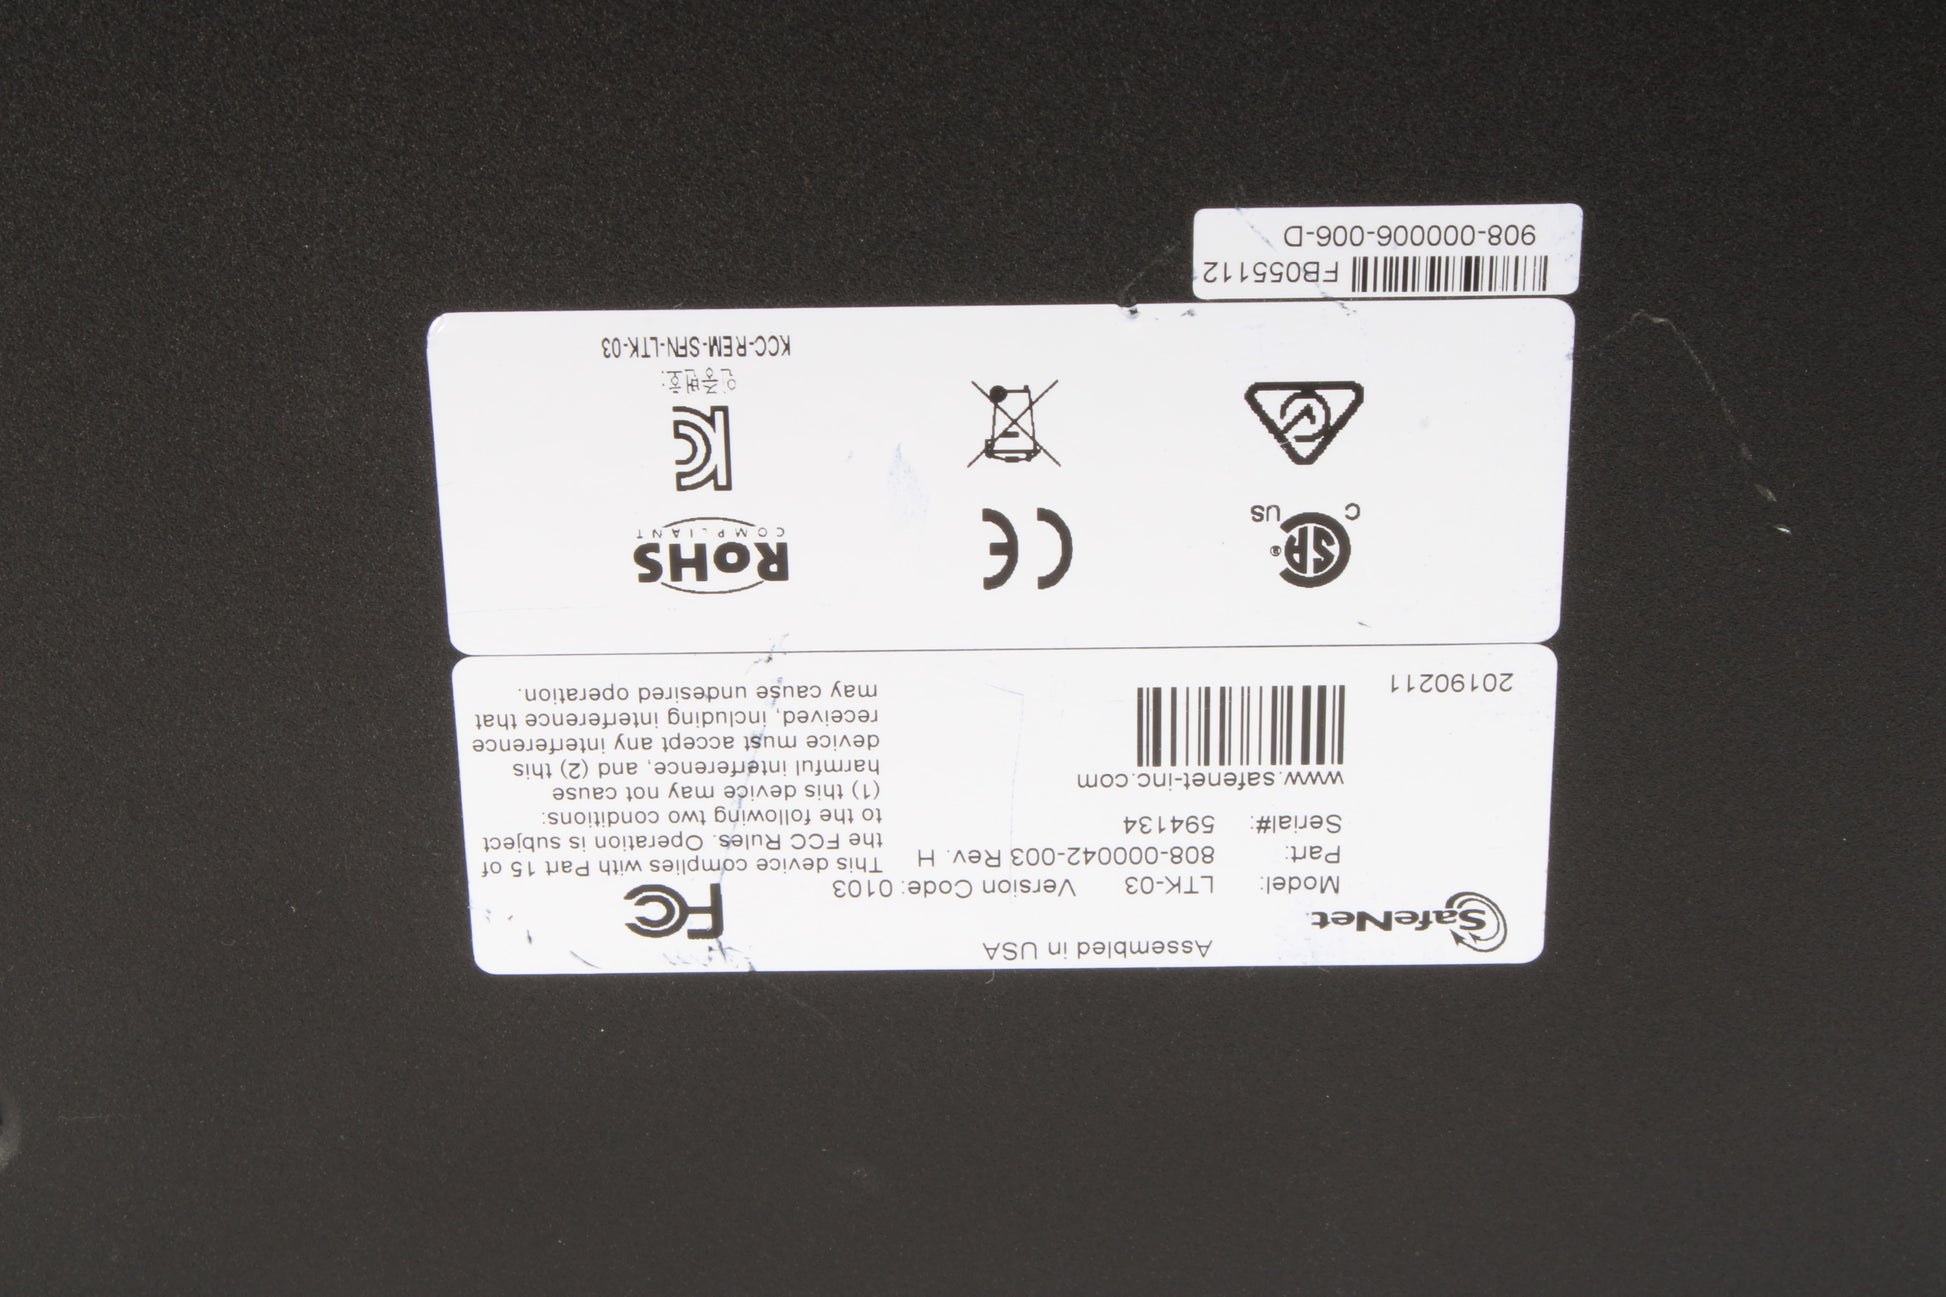 Assembled in USA
SafeNet.
Model: LTK-03 Version Code: 0103
Part: 808-000042-003 Rev. H
Serial#: 594134
www.safenet-inc.com
20190211
FC
This device complies with Part 15 of
the FCC Rules. Operation is subject
to the following two conditions:
(1) this device may not cause
harmful interference, and (2) this
device must accept any interference
received, including interference that
may cause undesired operation.
C SA® US
CE
RoHS
COMPLIANT
인증번호:
KCC-REM-SFN-LTK-03
FB055112
908-000006-006-D